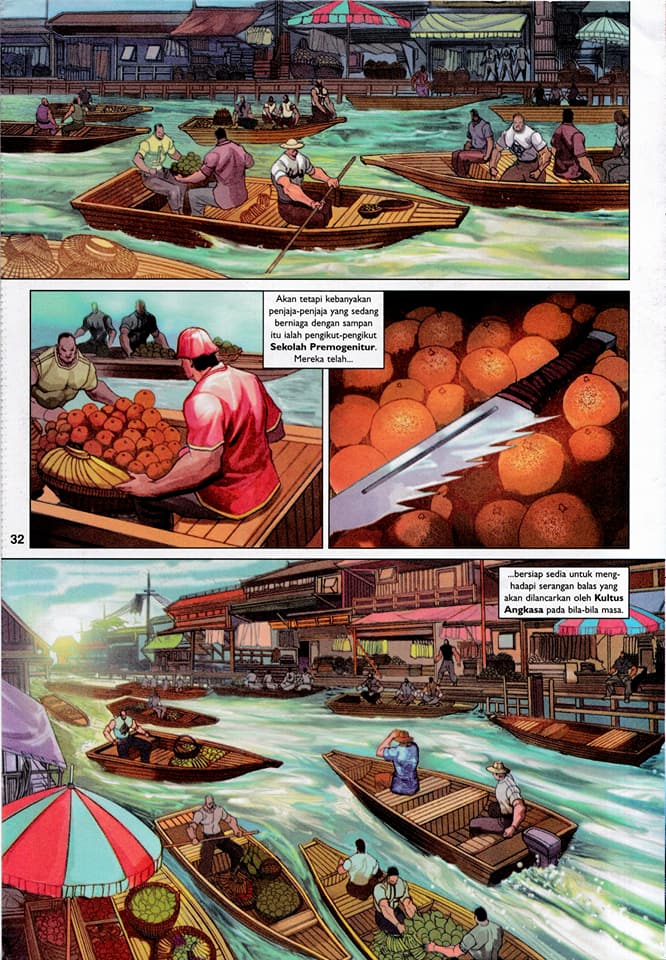 Akan tetapi kebanyakan
penjaja-penjaja yang sedang
berniaga dengan sampan
itu ialah pengikut-pengikut
Sekolah Premogenitur.
Mereka telah...
32
...bersiap sedia untuk meng-
hadapi serangan balas yang
akan dilancarkan oleh Kultus
Angkasa pada bila-bila masa.